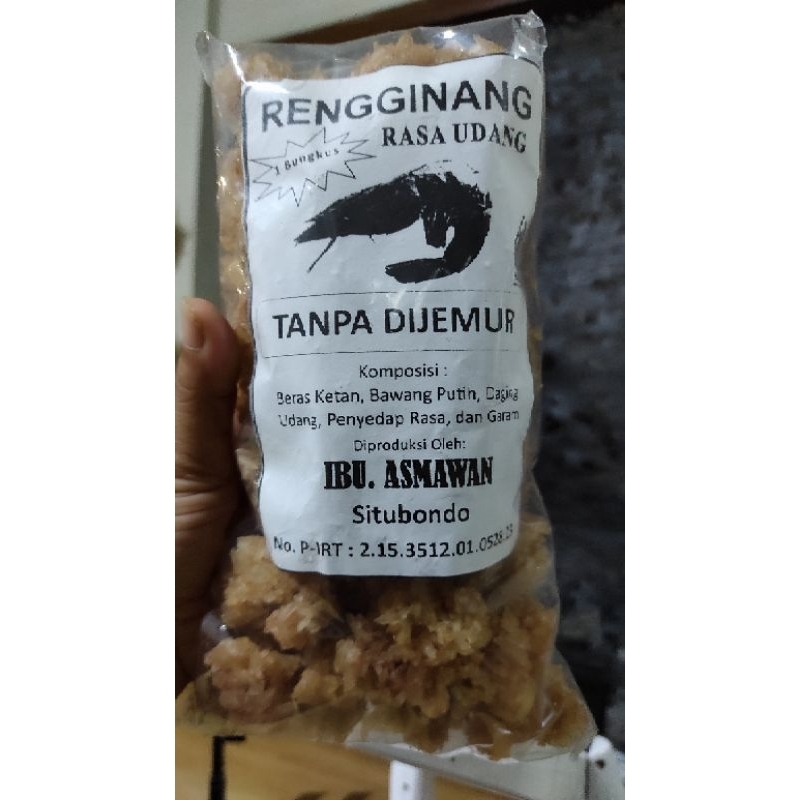 RENGGINANG
RASA UDANG
1 Bungkus
TANPA DIJEMUR
Komposisi :
Beras Ketan, Bawang Putih, Daging
Udang, Penyedap Rasa, dan Garam
Diproduksi Oleh:
IBU. ASMAWAN
Situbondo
No. P-IRT : 2.15.3512.01.0528.23